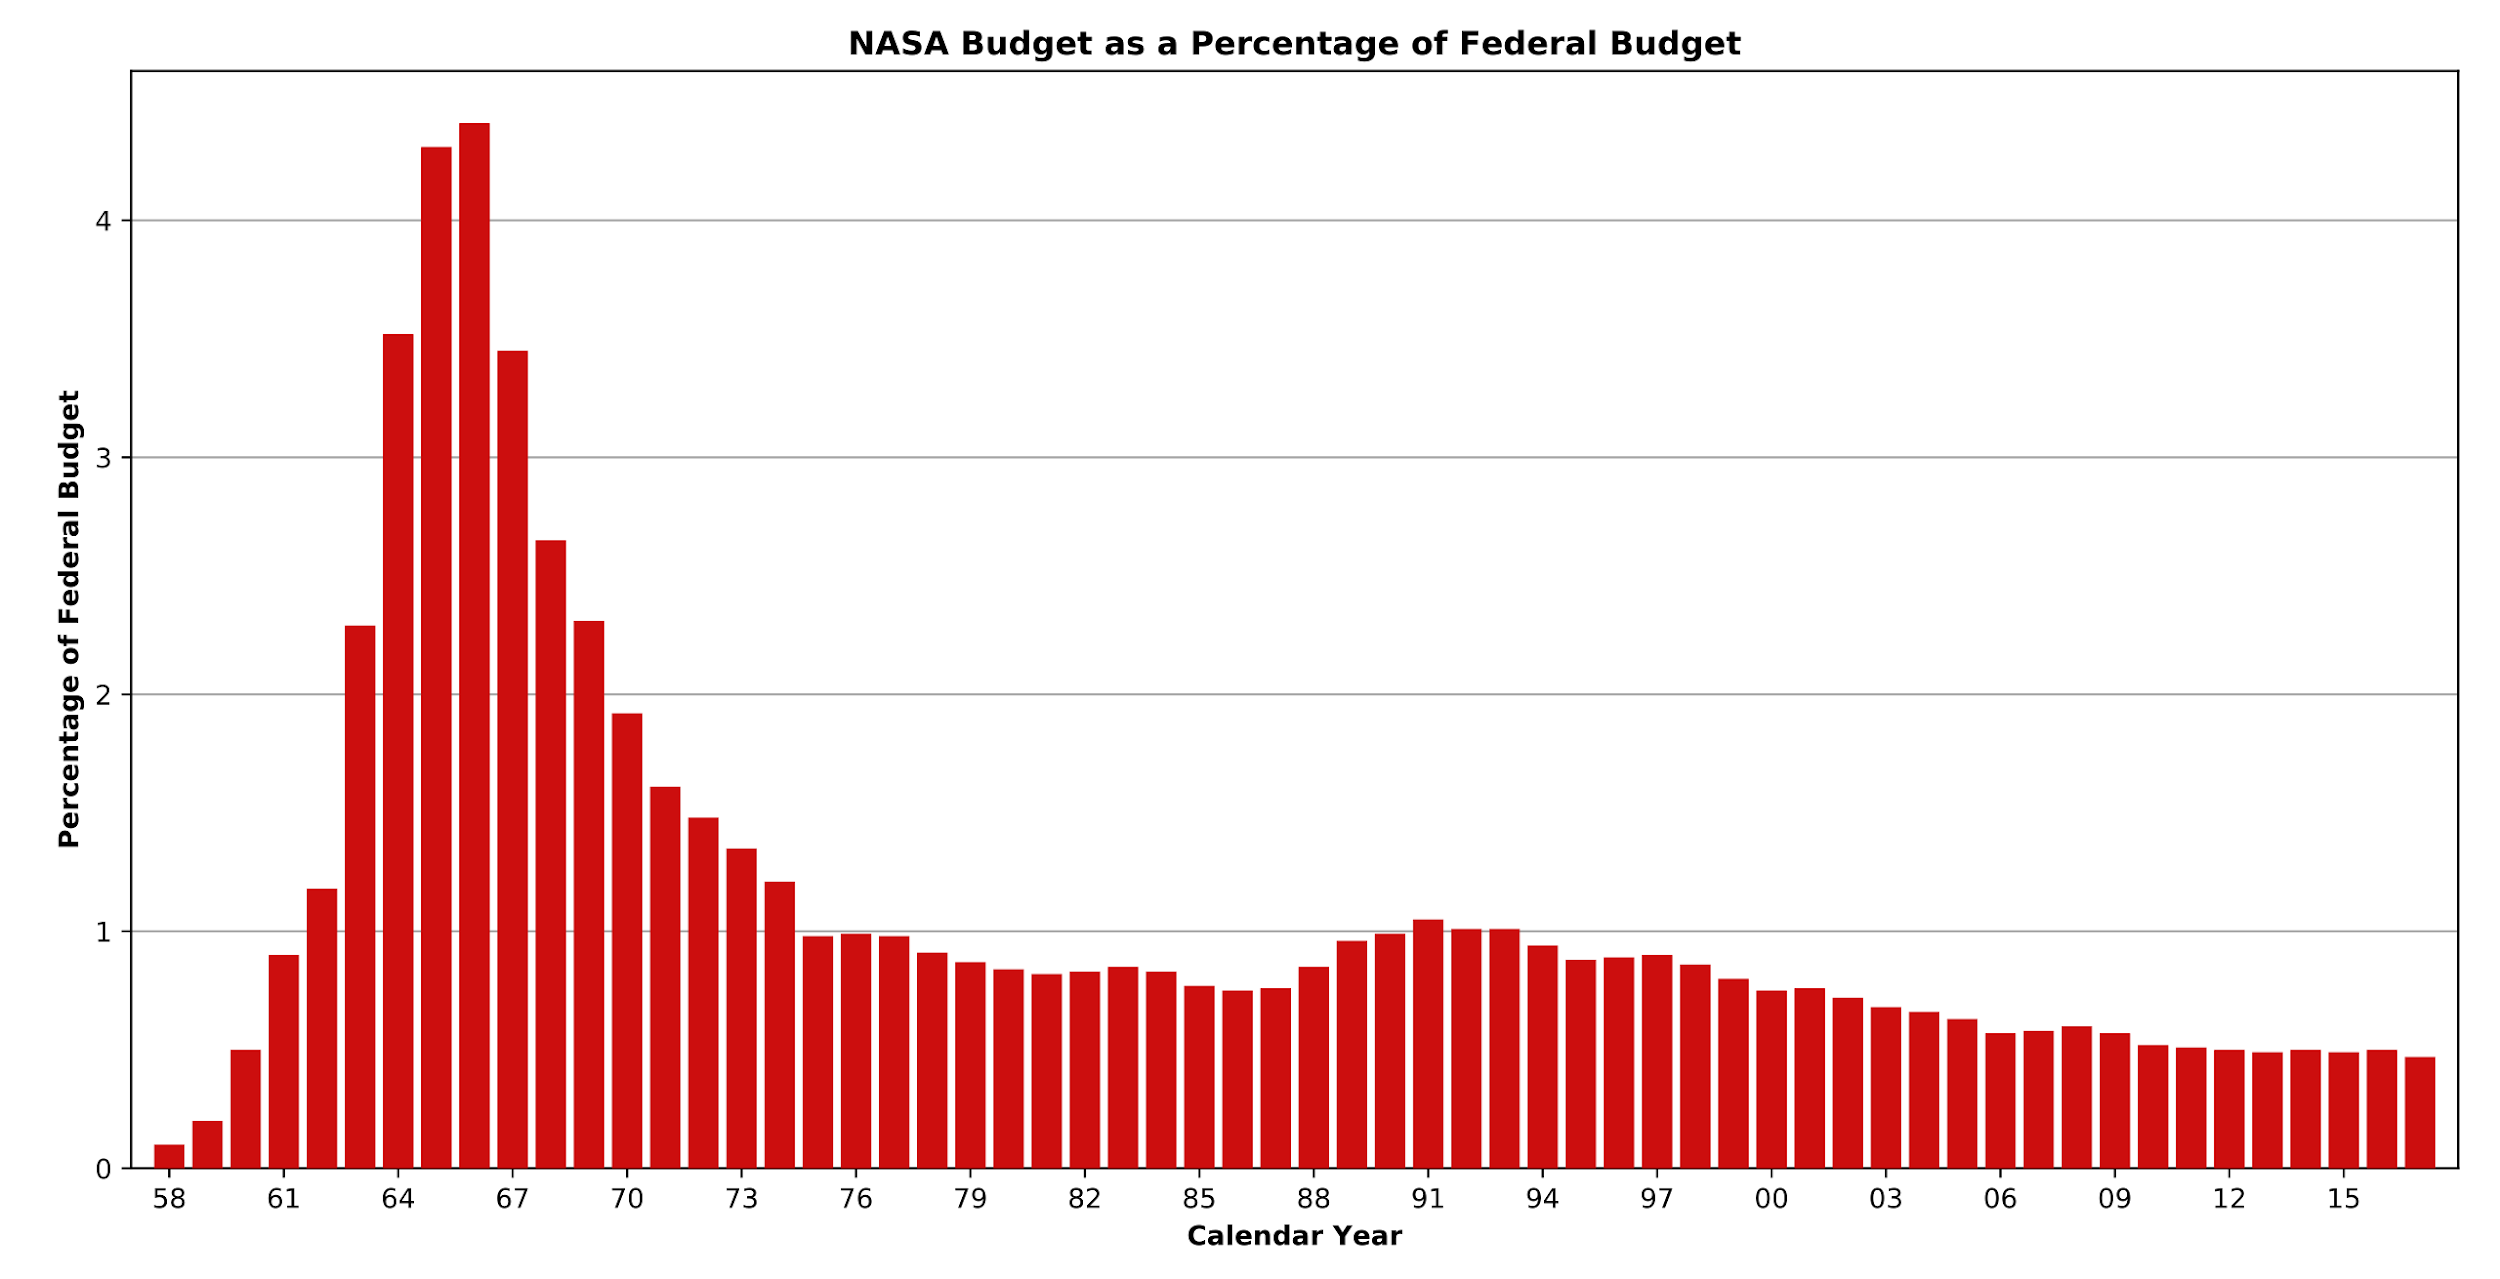 NASA Budget as a Percentage of Federal Budget
Percentage of Federal Budget
4
3
2
1
0
58 61 64 67 70 73 76 79 82 85 88 91 94 97 00 03 06 09 12 15
Calendar Year